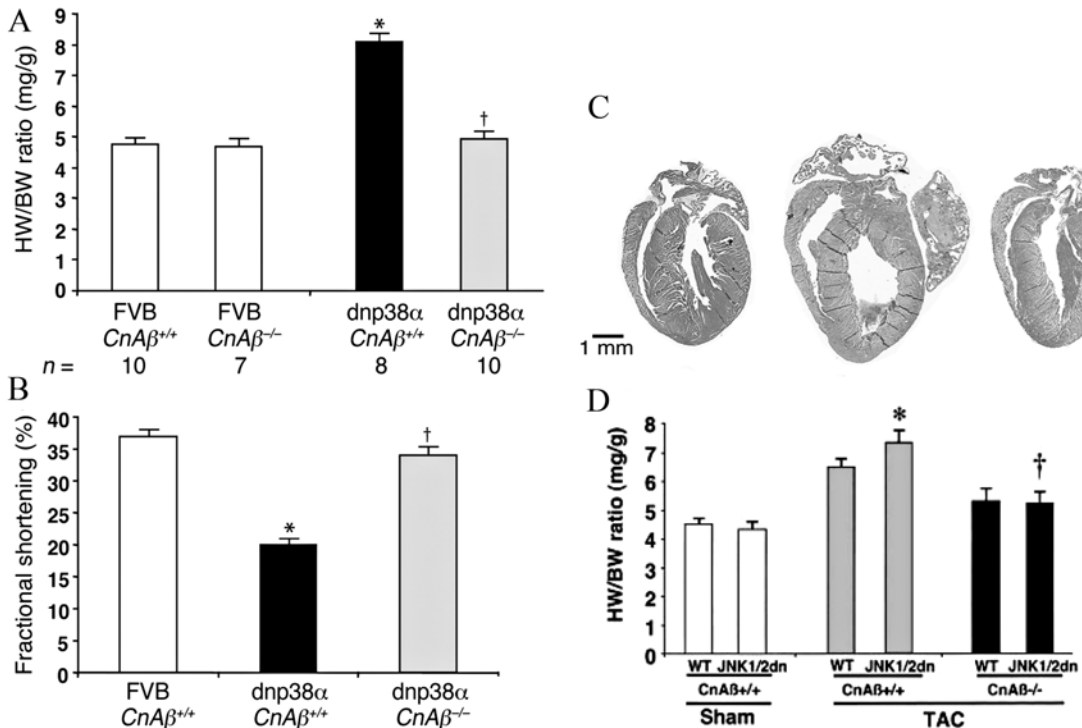 A
HW/BW ratio (mg/g)
9
8
7
6
5
4
3
2
1
0
*
†
FVB FVB dnp38α dnp38α
CnAβ+/+ CnAβ–/– CnAβ+/+ CnAβ–/–
n = 10 7 8 10
B
Fractional shortening (%)
40
35
30
25
20
15
10
5
0
*
†
FVB dnp38α dnp38α
CnAβ+/+ CnAβ+/+ CnAβ–/–
C
1 mm
D
HW/BW ratio (mg/g)
8
7
6
5
4
3
2
1
0
*
†
WT JNK1/2dn WT JNK1/2dn WT JNK1/2dn
CnAß+/+ CnAß+/+ CnAß-/-
Sham TAC